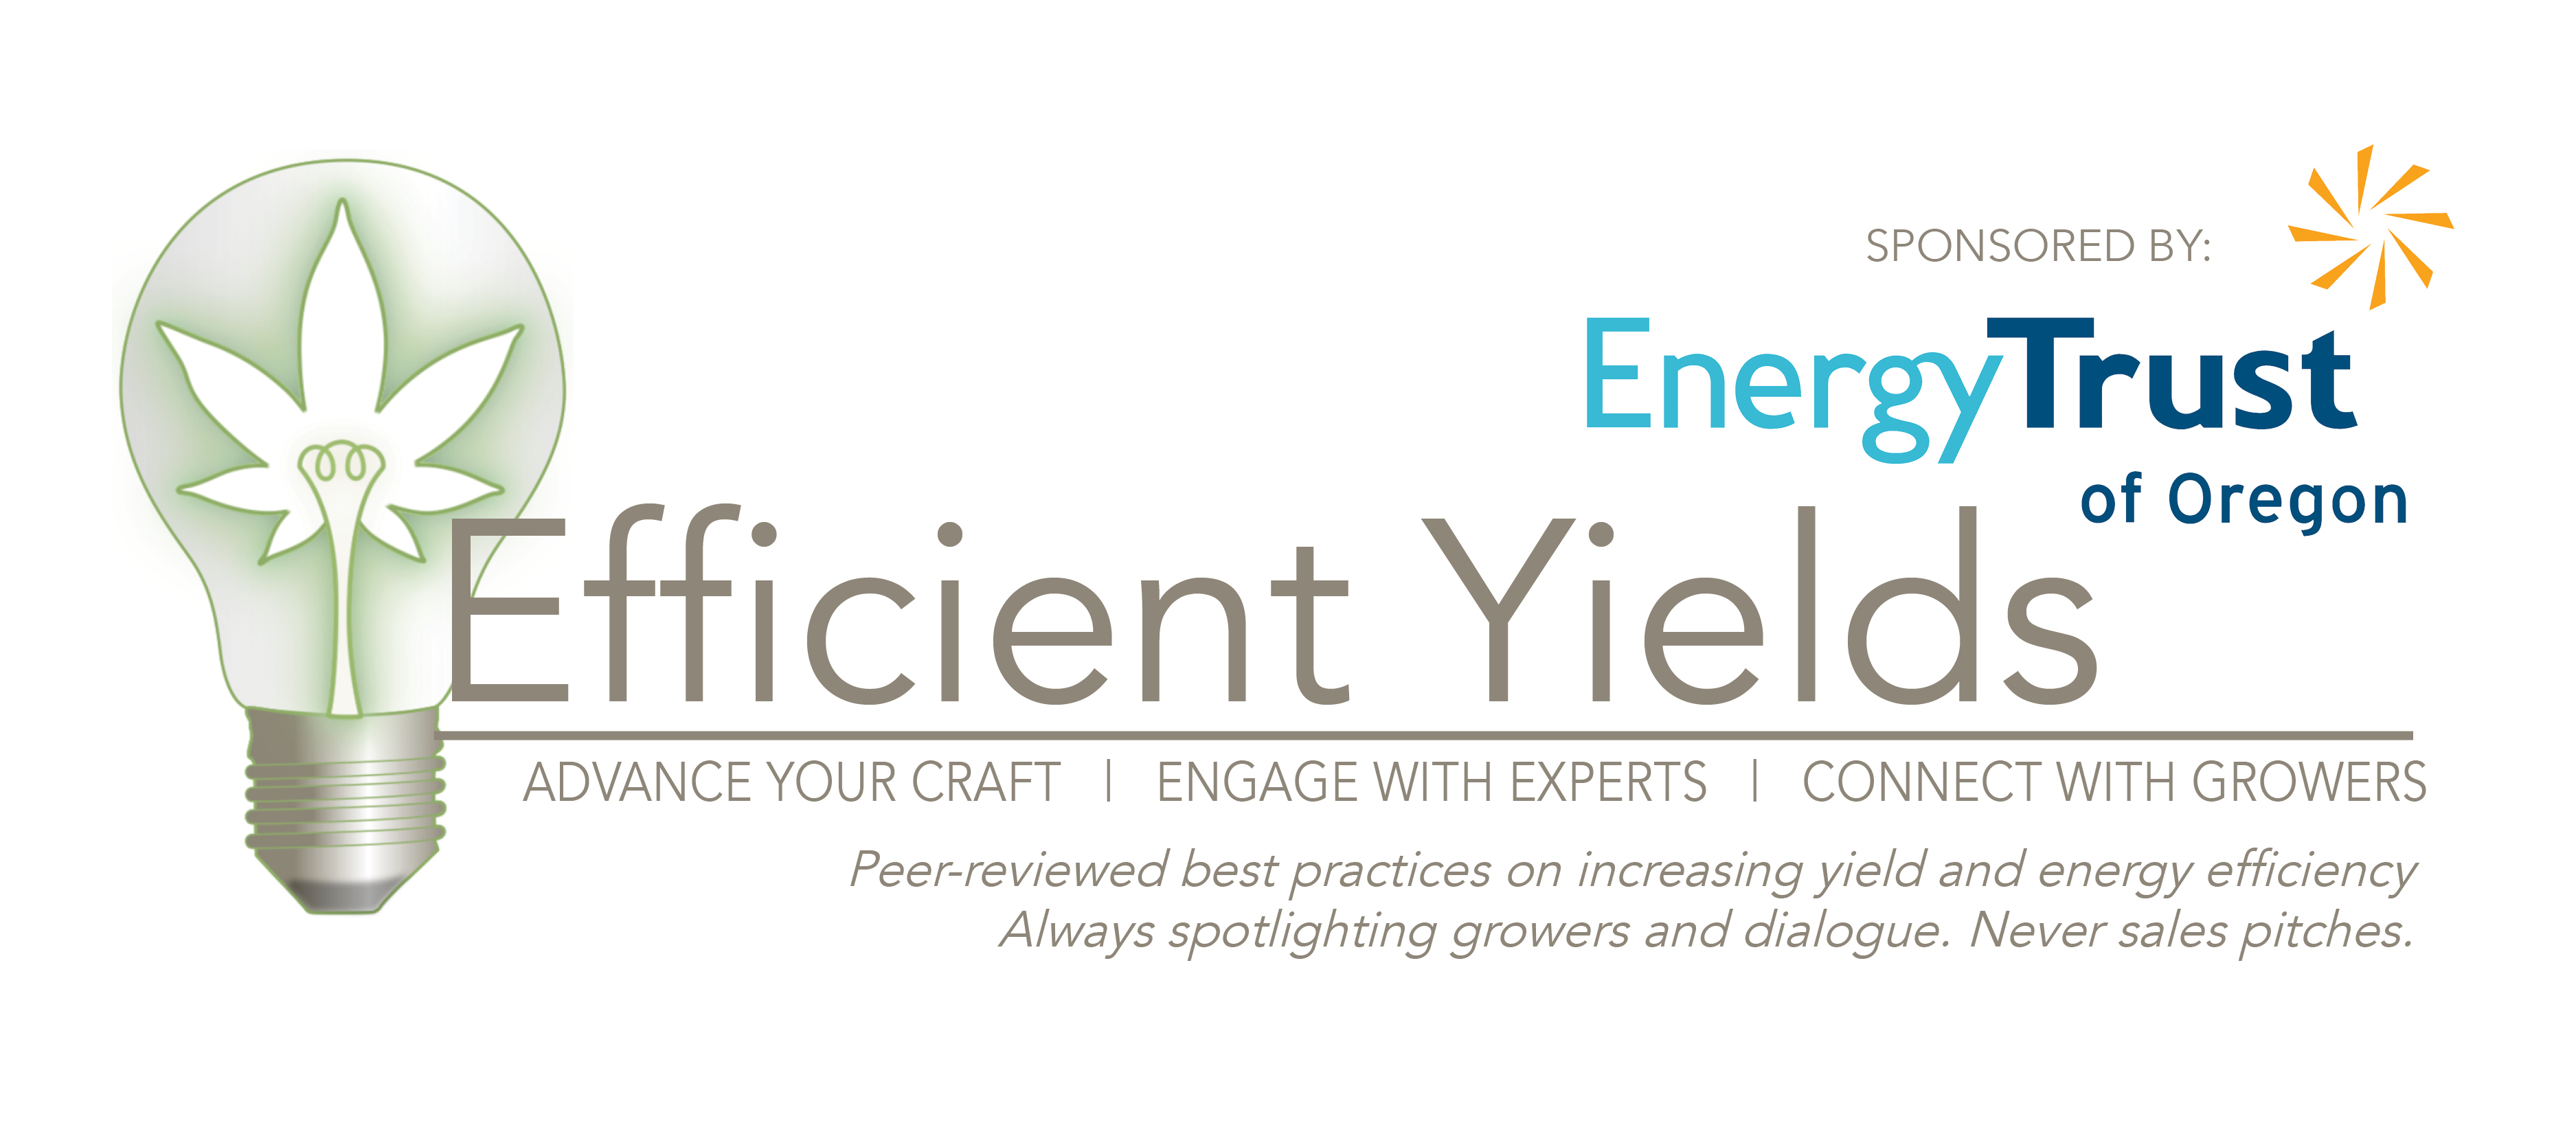 SPONSORED BY:
EnergyTrust
of Oregon
Efficient Yields
ADVANCE YOUR CRAFT | ENGAGE WITH EXPERTS | CONNECT WITH GROWERS
Peer-reviewed best practices on increasing yield and energy efficiency
Always spotlighting growers and dialogue. Never sales pitches.